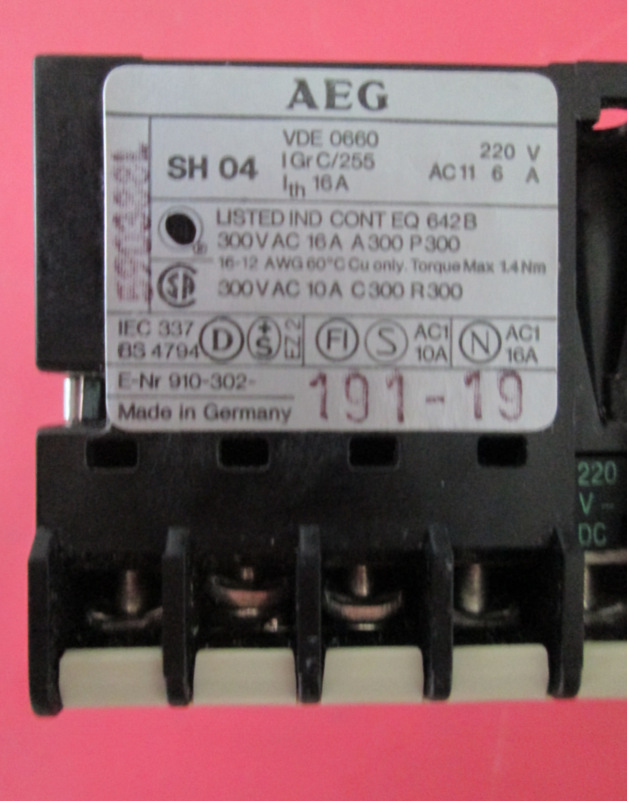 AEG
SH 04
VDE 0660
I Gr C/255
Ith 16 A
220 V
AC 11 6 A
LISTED IND CONT EQ 642 B
300 V AC 16 A A 300 P 300
16-12 AWG 60°C Cu only. Torque Max 1.4 Nm
300 V AC 10 A C 300 R 300
IEC 337
BS 4794
D
+
S
EZ 2
FI
S
AC1
10A
N
AC1
16A
E-Nr 910-302-
191-19
Made in Germany
220
V -
DC